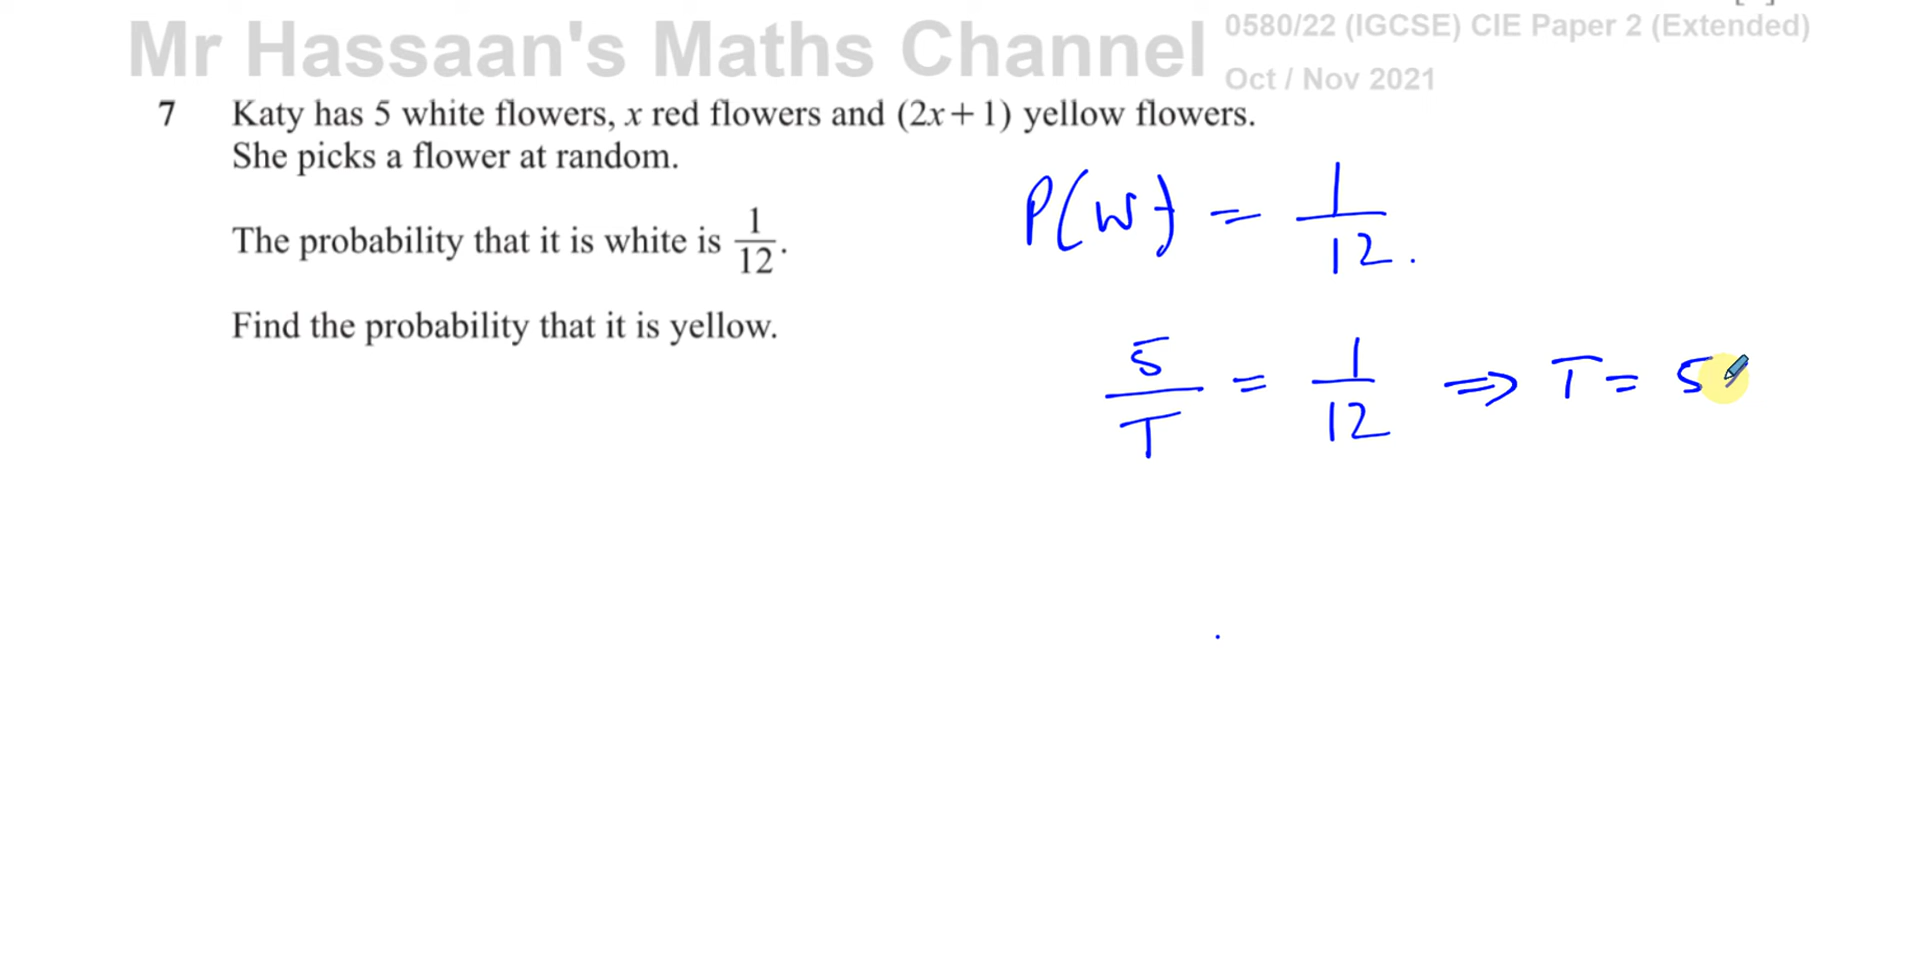 Mr Hassaan's Maths Channel
0580/22 (IGCSE) CIE Paper 2 (Extended)
Oct / Nov 2021
7 Katy has 5 white flowers, x red flowers and (2x+1) yellow flowers.
She picks a flower at random.
The probability that it is white is 1/12.
Find the probability that it is yellow.
P(W) = 1/12.
5/T = 1/12 ⇒ T = 5